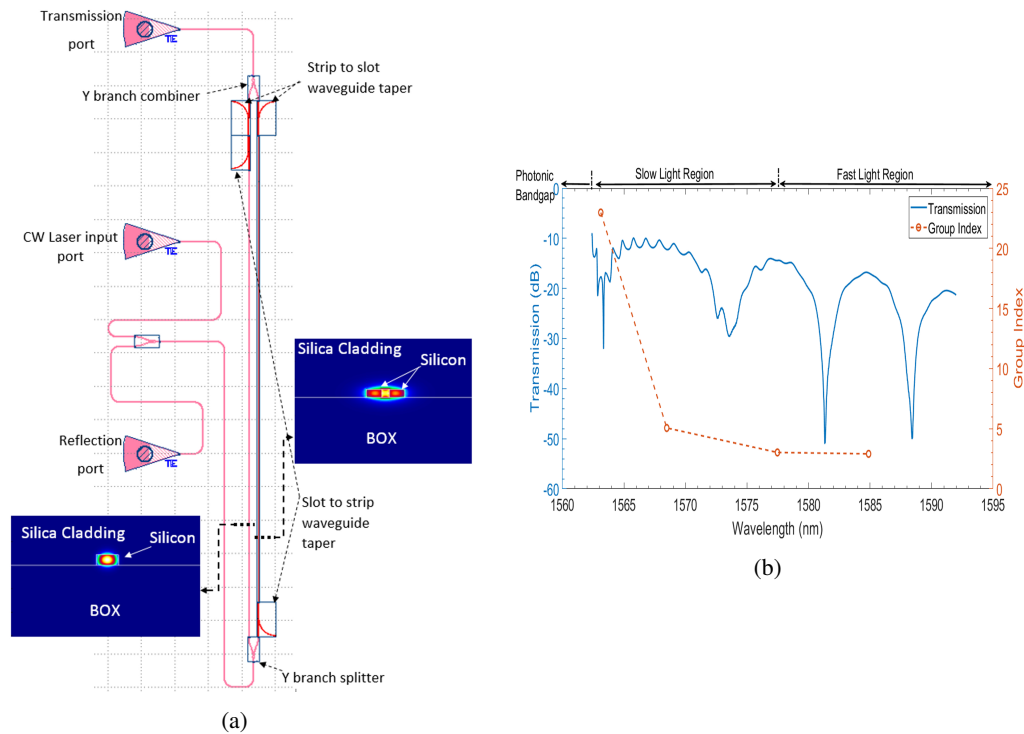 Transmission
port
TE
Y branch combiner
Strip to slot
waveguide taper
CW Laser input
port
TE
Reflection
port
TE
Silica Cladding
Silicon
BOX
Slot to strip
waveguide
taper
Silica Cladding
Silicon
BOX
Y branch splitter
(a)
Photonic
Bandgap
Slow Light Region
Fast Light Region
Transmission
Group Index
0
-10
-20
-30
-40
-50
-60
Transmission (dB)
25
20
15
10
5
0
Group Index
1560 1565 1570 1575 1580 1585 1590 1595
Wavelength (nm)
(b)